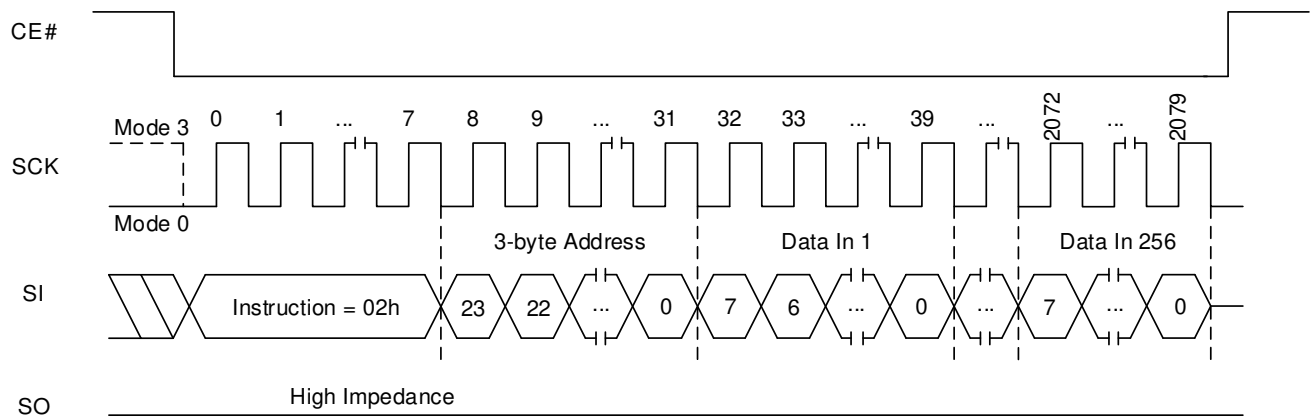 CE#
0 1 ... 7 8 9 ... 31 32 33 ... 39 ... 2072 ... 2079
Mode 3
SCK
Mode 0
3-byte Address Data In 1 Data In 256
SI Instruction = 02h 23 22 ... 0 7 6 ... 0 ... 7 ... 0
High Impedance
SO